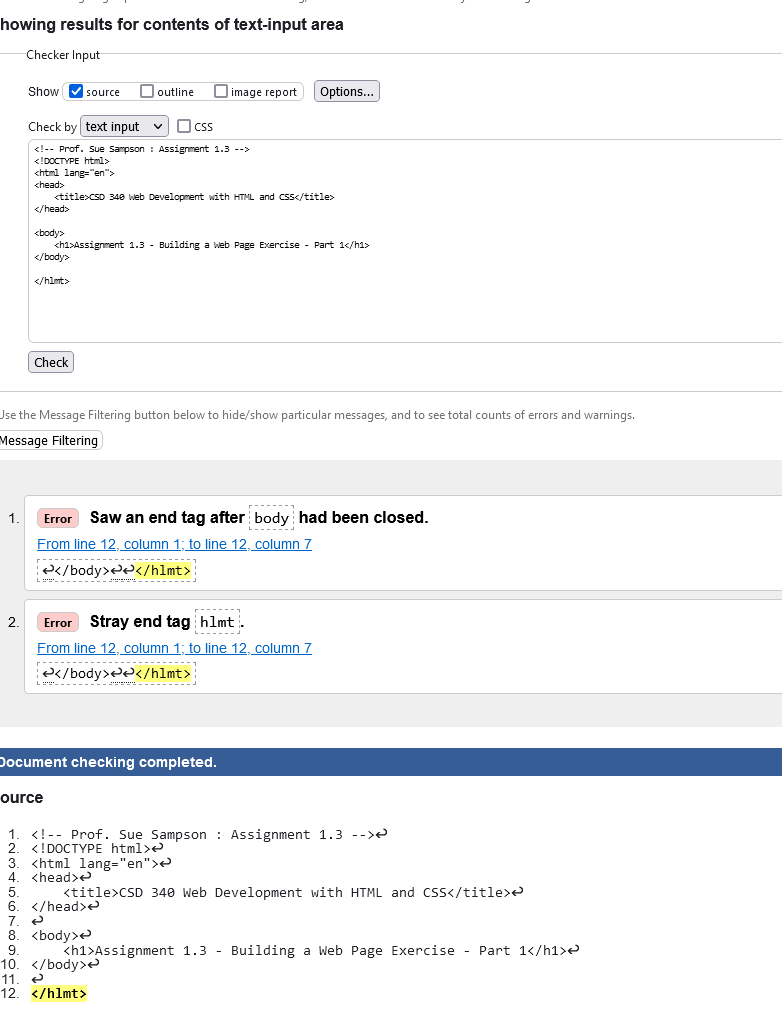 howing results for contents of text-input area
Checker Input
Show source outline image report Options...
Check by text input CSS
<!-- Prof. Sue Sampson : Assignment 1.3 -->
<!DOCTYPE html>
<html lang="en">
<head>
    <title>CSD 340 Web Development with HTML and CSS</title>
</head>

<body>
    <h1>Assignment 1.3 - Building a Web Page Exercise - Part 1</h1>
</body>

</hlmt>
Check
Use the Message Filtering button below to hide/show particular messages, and to see total counts of errors and warnings.
Message Filtering
1. Error Saw an end tag after body had been closed.
From line 12, column 1; to line 12, column 7
↩</body>↩↩</hlmt>
2. Error Stray end tag hlmt.
From line 12, column 1; to line 12, column 7
↩</body>↩↩</hlmt>
Document checking completed.
ource
1. <!-- Prof. Sue Sampson : Assignment 1.3 -->↩
2. <!DOCTYPE html>↩
3. <html lang="en">↩
4. <head>↩
5.     <title>CSD 340 Web Development with HTML and CSS</title>↩
6. </head>↩
7. ↩
8. <body>↩
9.     <h1>Assignment 1.3 - Building a Web Page Exercise - Part 1</h1>↩
10. </body>↩
11. ↩
12. </hlmt>